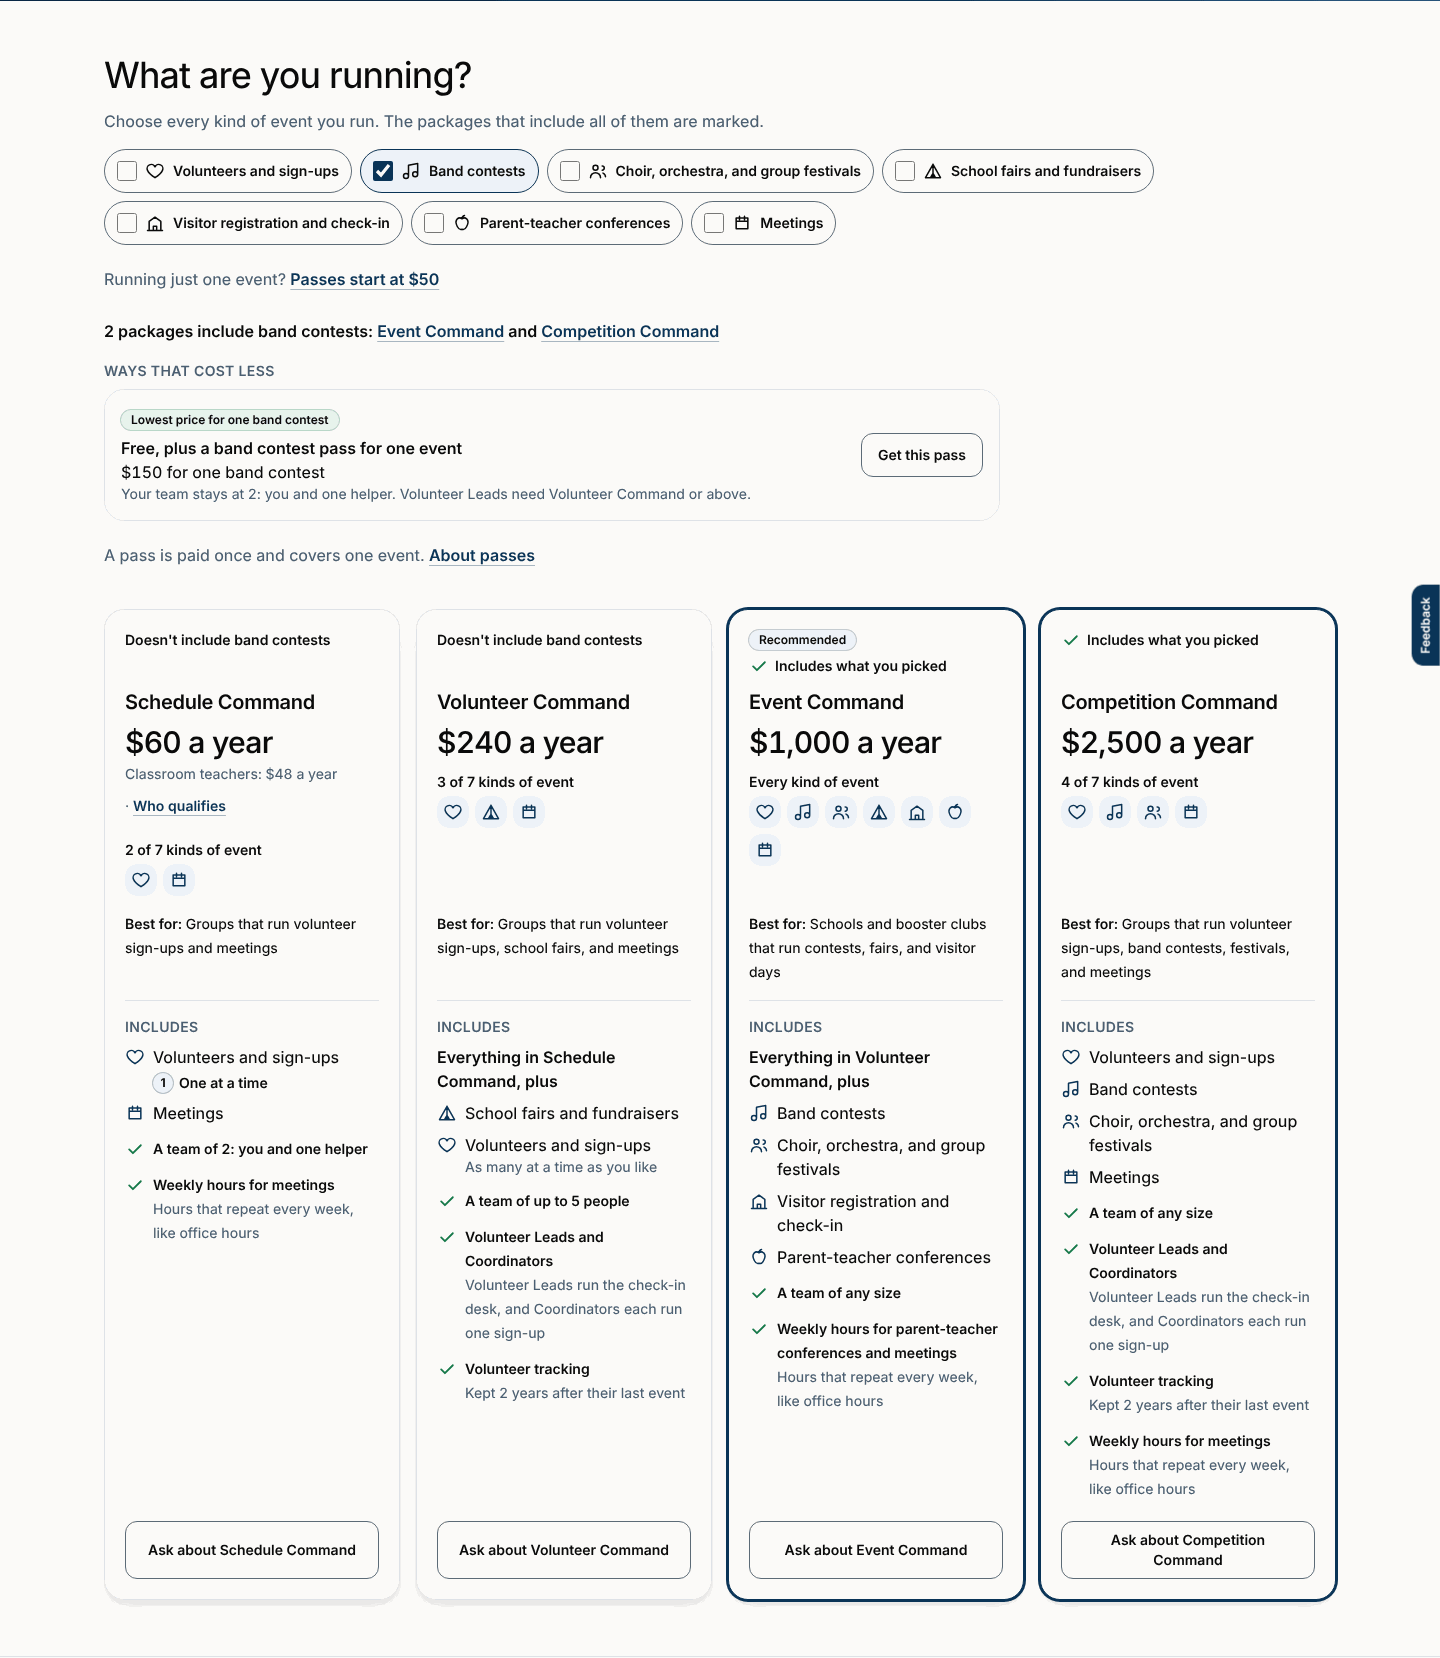 What are you running?
Choose every kind of event you run. The packages that include all of them are marked.
Volunteers and sign-ups
Band contests
Choir, orchestra, and group festivals
School fairs and fundraisers
Visitor registration and check-in
Parent-teacher conferences
Meetings
Running just one event? Passes start at $50
2 packages include band contests: Event Command and Competition Command
WAYS THAT COST LESS
Lowest price for one band contest
Free, plus a band contest pass for one event
$150 for one band contest
Your team stays at 2: you and one helper. Volunteer Leads need Volunteer Command or above.
Get this pass
A pass is paid once and covers one event. About passes
Feedback
Doesn't include band contests
Schedule Command
$60 a year
Classroom teachers: $48 a year
· Who qualifies
2 of 7 kinds of event
Best for: Groups that run volunteer
sign-ups and meetings
INCLUDES
Volunteers and sign-ups
1 One at a time
Meetings
A team of 2: you and one helper
Weekly hours for meetings
Hours that repeat every week,
like office hours
Ask about Schedule Command
Doesn't include band contests
Volunteer Command
$240 a year
3 of 7 kinds of event
Best for: Groups that run volunteer
sign-ups, school fairs, and meetings
INCLUDES
Everything in Schedule
Command, plus
School fairs and fundraisers
Volunteers and sign-ups
As many at a time as you like
A team of up to 5 people
Volunteer Leads and
Coordinators
Volunteer Leads run the check-in
desk, and Coordinators each run
one sign-up
Volunteer tracking
Kept 2 years after their last event
Ask about Volunteer Command
Recommended
Includes what you picked
Event Command
$1,000 a year
Every kind of event
Best for: Schools and booster clubs
that run contests, fairs, and visitor
days
INCLUDES
Everything in Volunteer
Command, plus
Band contests
Choir, orchestra, and group
festivals
Visitor registration and
check-in
Parent-teacher conferences
A team of any size
Weekly hours for parent-teacher
conferences and meetings
Hours that repeat every week,
like office hours
Ask about Event Command
Includes what you picked
Competition Command
$2,500 a year
4 of 7 kinds of event
Best for: Groups that run volunteer
sign-ups, band contests, festivals,
and meetings
INCLUDES
Volunteers and sign-ups
Band contests
Choir, orchestra, and group
festivals
Meetings
A team of any size
Volunteer Leads and
Coordinators
Volunteer Leads run the check-in
desk, and Coordinators each run
one sign-up
Volunteer tracking
Kept 2 years after their last event
Weekly hours for meetings
Hours that repeat every week,
like office hours
Ask about Competition
Command